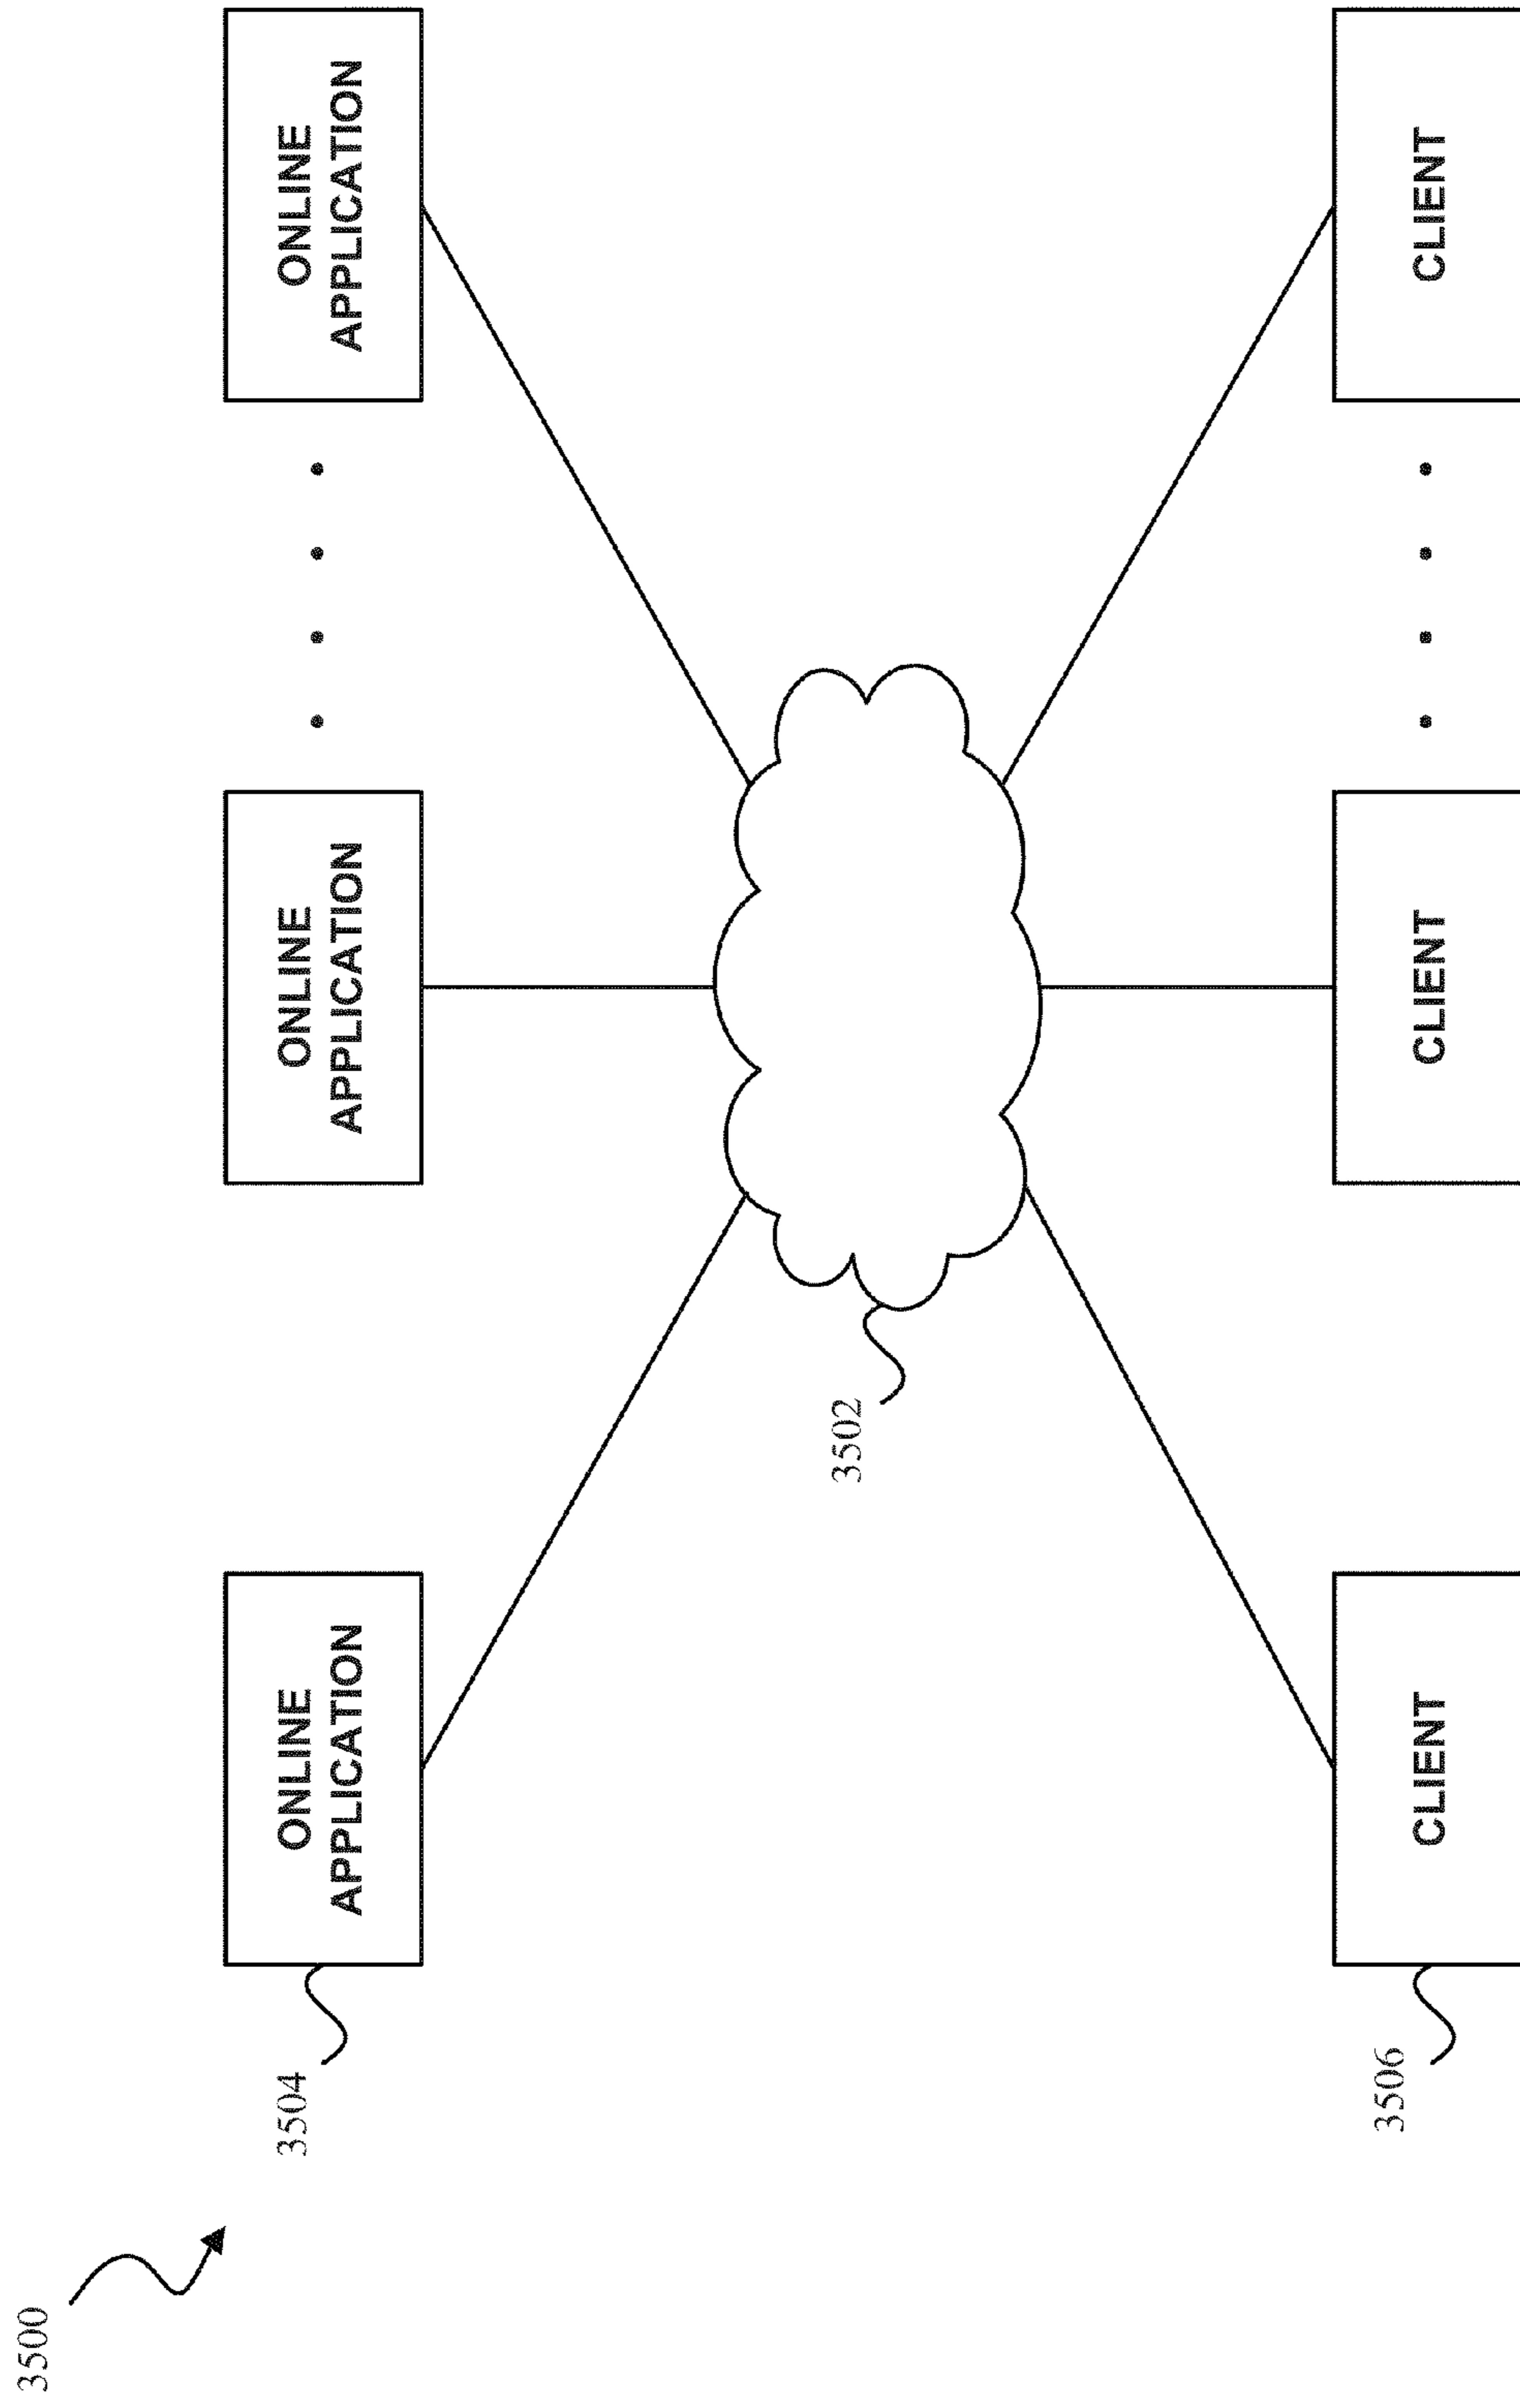 3500
3504
ONLINE
APPLICATION
ONLINE
APPLICATION
ONLINE
APPLICATION
3502
3506
CLIENT
CLIENT
CLIENT